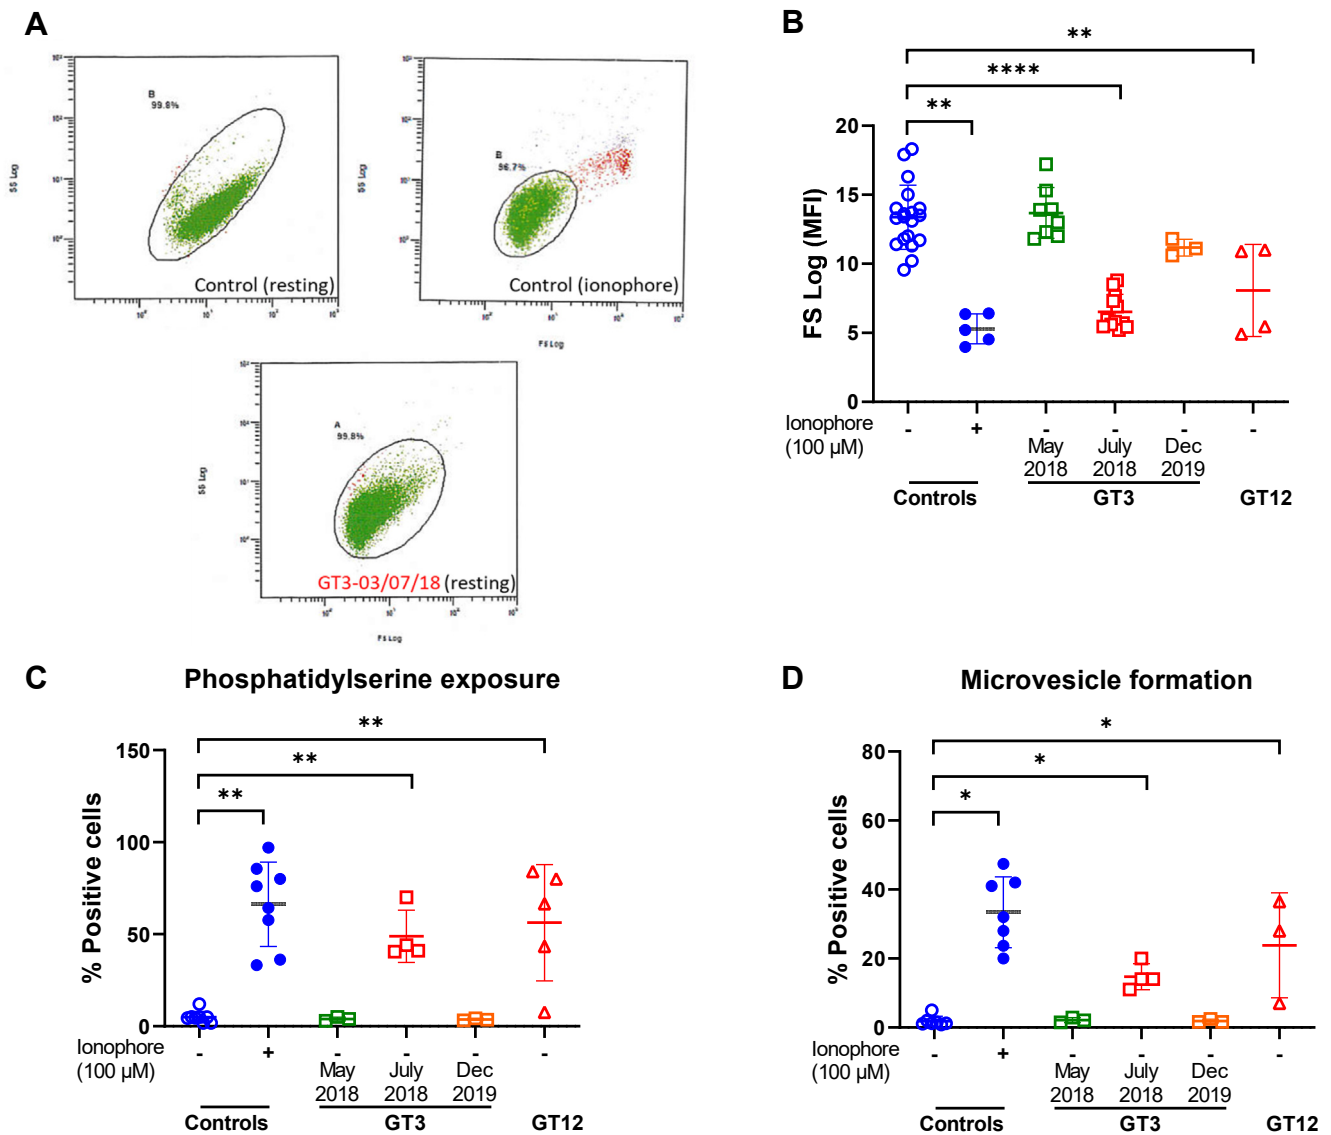 A
B
99.8%
SS Log
Control (resting)
B
96.7%
SS Log
Control (ionophore)
FS Log
A
99.8%
SS Log
GT3-03/07/18 (resting)
FS Log
B
**
****
**
20
15
10
5
0
FS Log (MFI)
Ionophore
(100 µM)
- + - - - -
May July Dec
2018 2018 2019
Controls GT3 GT12
C
Phosphatidylserine exposure
**
**
**
150
100
50
0
% Positive cells
Ionophore
(100 µM)
- + - - - -
May July Dec
2018 2018 2019
Controls GT3 GT12
D
Microvesicle formation
*
*
*
80
60
40
20
0
% Positive cells
Ionophore
(100 µM)
- + - - - -
May July Dec
2018 2018 2019
Controls GT3 GT12